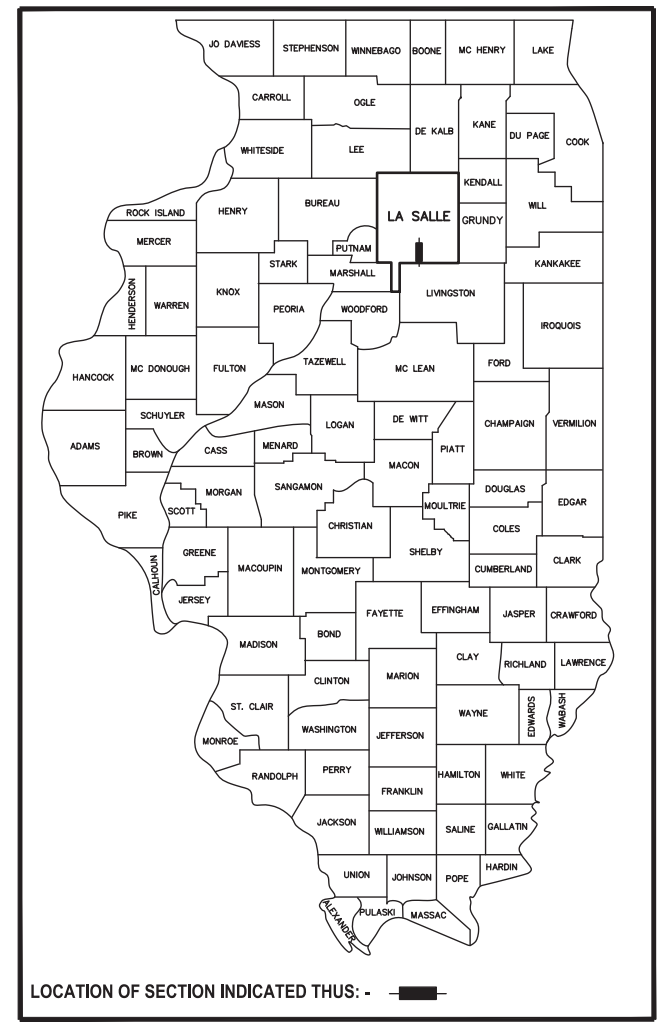 JO DAVIESS STEPHENSON WINNEBAGO BOONE MC HENRY LAKE
CARROLL OGLE DE KALB KANE DU PAGE COOK
WHITESIDE LEE
ROCK ISLAND HENRY BUREAU LA SALLE KENDALL GRUNDY WILL
MERCER PUTNAM
STARK MARSHALL KANKAKEE
HENDERSON WARREN KNOX PEORIA WOODFORD LIVINGSTON IROQUOIS
HANCOCK MC DONOUGH FULTON TAZEWELL MC LEAN FORD
SCHUYLER MASON LOGAN DE WITT CHAMPAIGN VERMILION
ADAMS BROWN CASS MENARD MACON PIATT
PIKE SCOTT MORGAN SANGAMON CHRISTIAN MOULTRIE DOUGLAS EDGAR
COLES
CALHOUN GREENE MACOUPIN MONTGOMERY SHELBY CUMBERLAND CLARK
JERSEY FAYETTE EFFINGHAM JASPER CRAWFORD
MADISON BOND CLAY RICHLAND LAWRENCE
CLINTON MARION
ST. CLAIR WASHINGTON JEFFERSON WAYNE EDWARDS WABASH
MONROE
RANDOLPH PERRY FRANKLIN HAMILTON WHITE
JACKSON WILLIAMSON SALINE GALLATIN
UNION JOHNSON POPE HARDIN
ALEXANDER PULASKI MASSAC
LOCATION OF SECTION INDICATED THUS: -